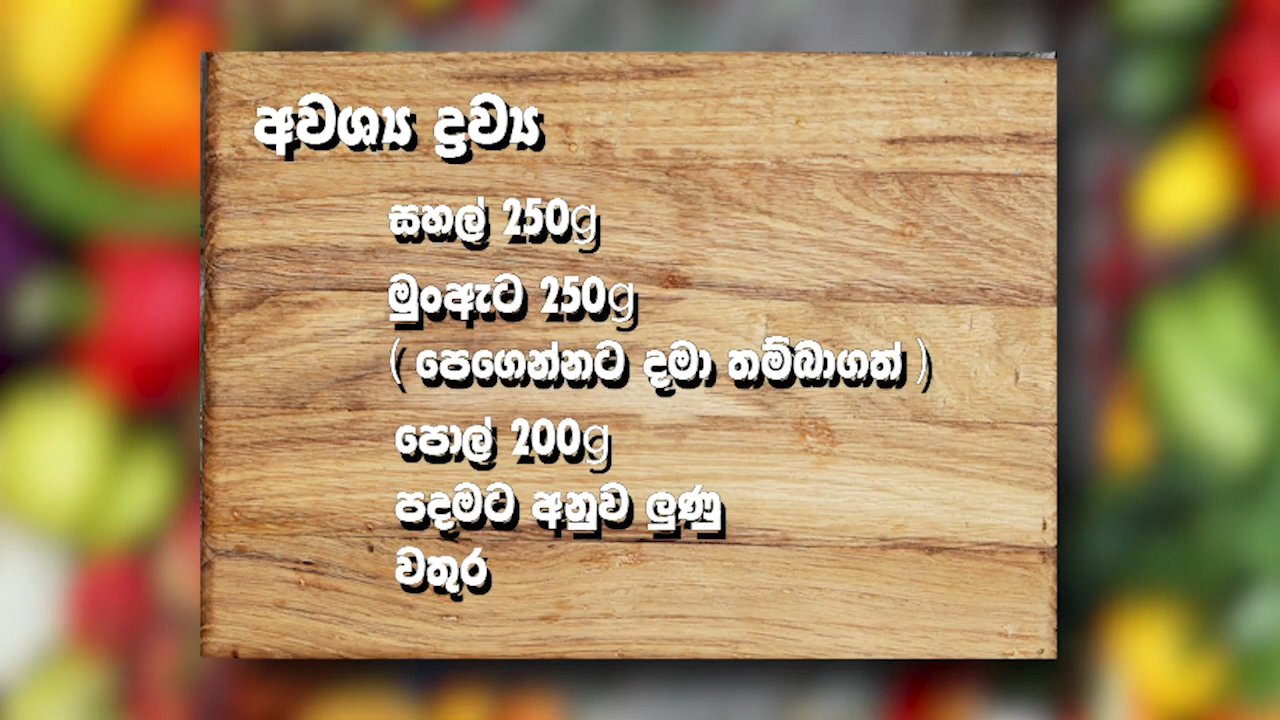 අවශ්‍ය ද්‍රව්‍ය
සහල් 250g
මුංඇට 250g
( පෙගෙන්නට දමා තම්බාගත් )
පොල් 200g
පදමට අනුව ලුණු
වතුර